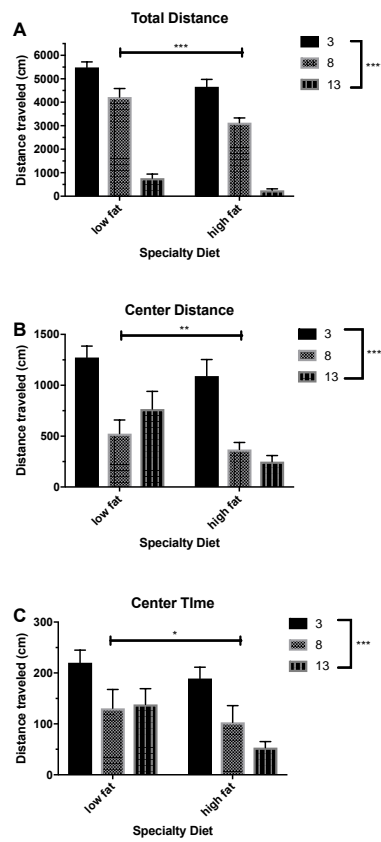 Total Distance
A
***
3
8
13
***
Distance traveled (cm)
6000
5000
4000
3000
2000
1000
0
low fat
high fat
Specialty Diet
Center Distance
B
**
3
8
13
***
Distance traveled (cm)
1500
1000
500
0
low fat
high fat
Specialty Diet
Center TIme
C
*
3
8
13
***
Distance traveled (cm)
300
200
100
0
low fat
high fat
Specialty Diet